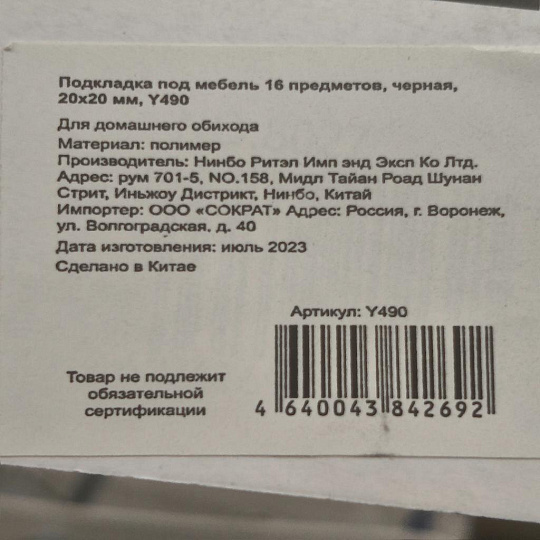 Подкладка под мебель 16 предметов, черная,
20x20 мм, Y490
Для домашнего обихода
Материал: полимер
Производитель: Нинбо Ритэл Имп энд Эксп Ко Лтд.
Адрес: рум 701-5, NO.158, Мидл Тайан Роад Шунан
Стрит, Иньжоу Дистрикт, Нинбо, Китай
Импортер: ООО «СОКРАТ» Адрес: Россия, г. Воронеж,
ул. Волгоградская. д. 40
Дата изготовления: июль 2023
Сделано в Китае
Артикул: Y490
Товар не подлежит
обязательной
сертификации
4 640043 842692